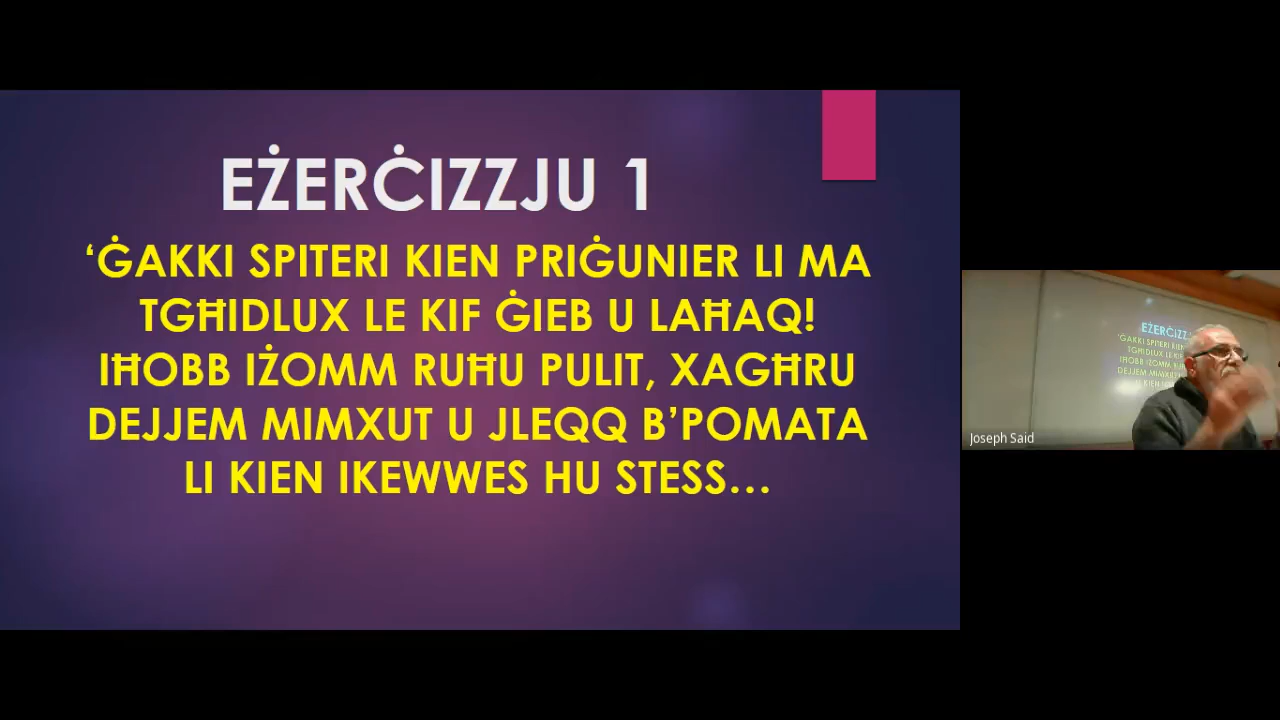 EŻERĊIZZJU 1
‘ĠAKKI SPITERI KIEN PRIĠUNIER LI MA
TGĦIDLUX LE KIF ĠIEB U LAĦAQ!
IĦOBB IŻOMM RUĦU PULIT, XAGĦRU
DEJJEM MIMXUT U JLEQQ B’POMATA
LI KIEN IKEWWES HU STESS…
Joseph Said